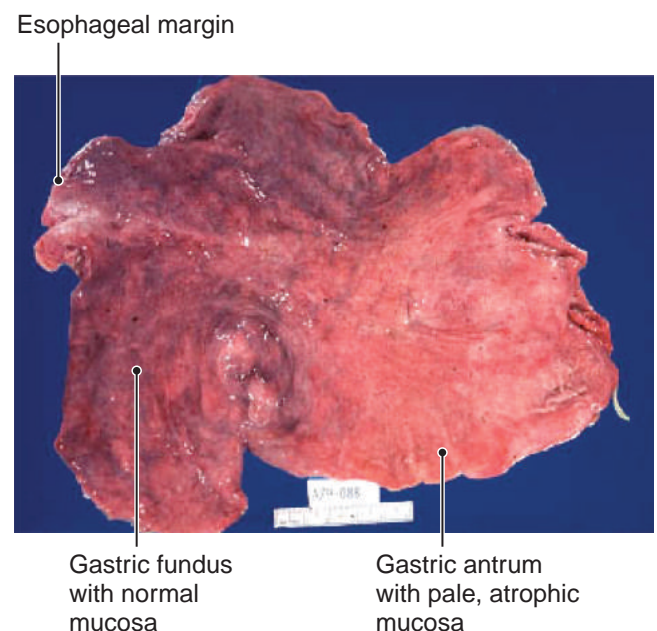 Esophageal margin
Gastric fundus
with normal
mucosa
Gastric antrum
with pale, atrophic
mucosa